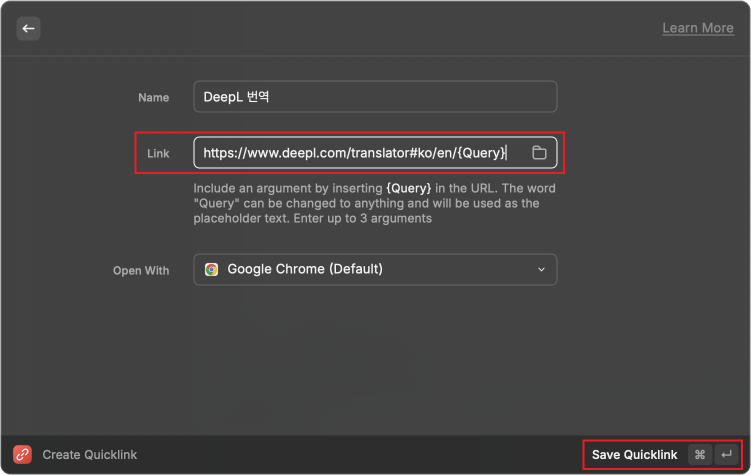 Learn More
Name DeepL 번역
Link https://www.deepl.com/translator#ko/en/{Query}
Include an argument by inserting {Query} in the URL. The word
"Query" can be changed to anything and will be used as the
placeholder text. Enter up to 3 arguments
Open With Google Chrome (Default)
Create Quicklink Save Quicklink ⌘ ↵